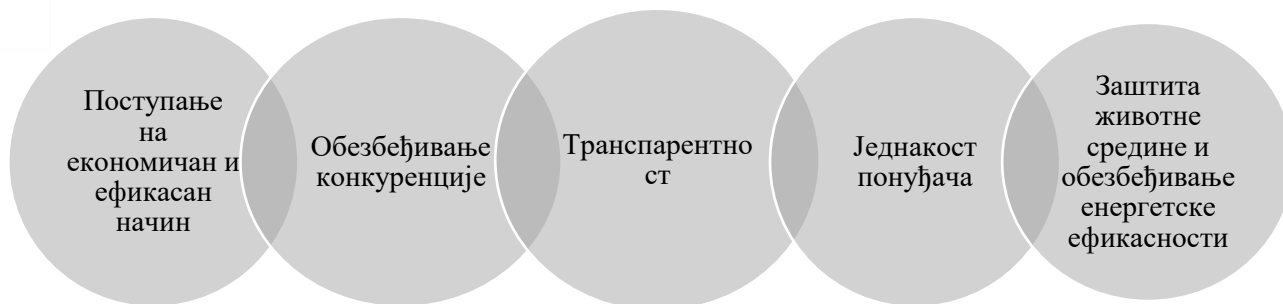 Поступање
на
економичан и
ефикасан
начин
Обезбеђивање
конкуренције
Транспарентно
ст
Једнакост
понуђача
Заштита
животне
средине и
обезбеђивање
енергетске
ефикасности